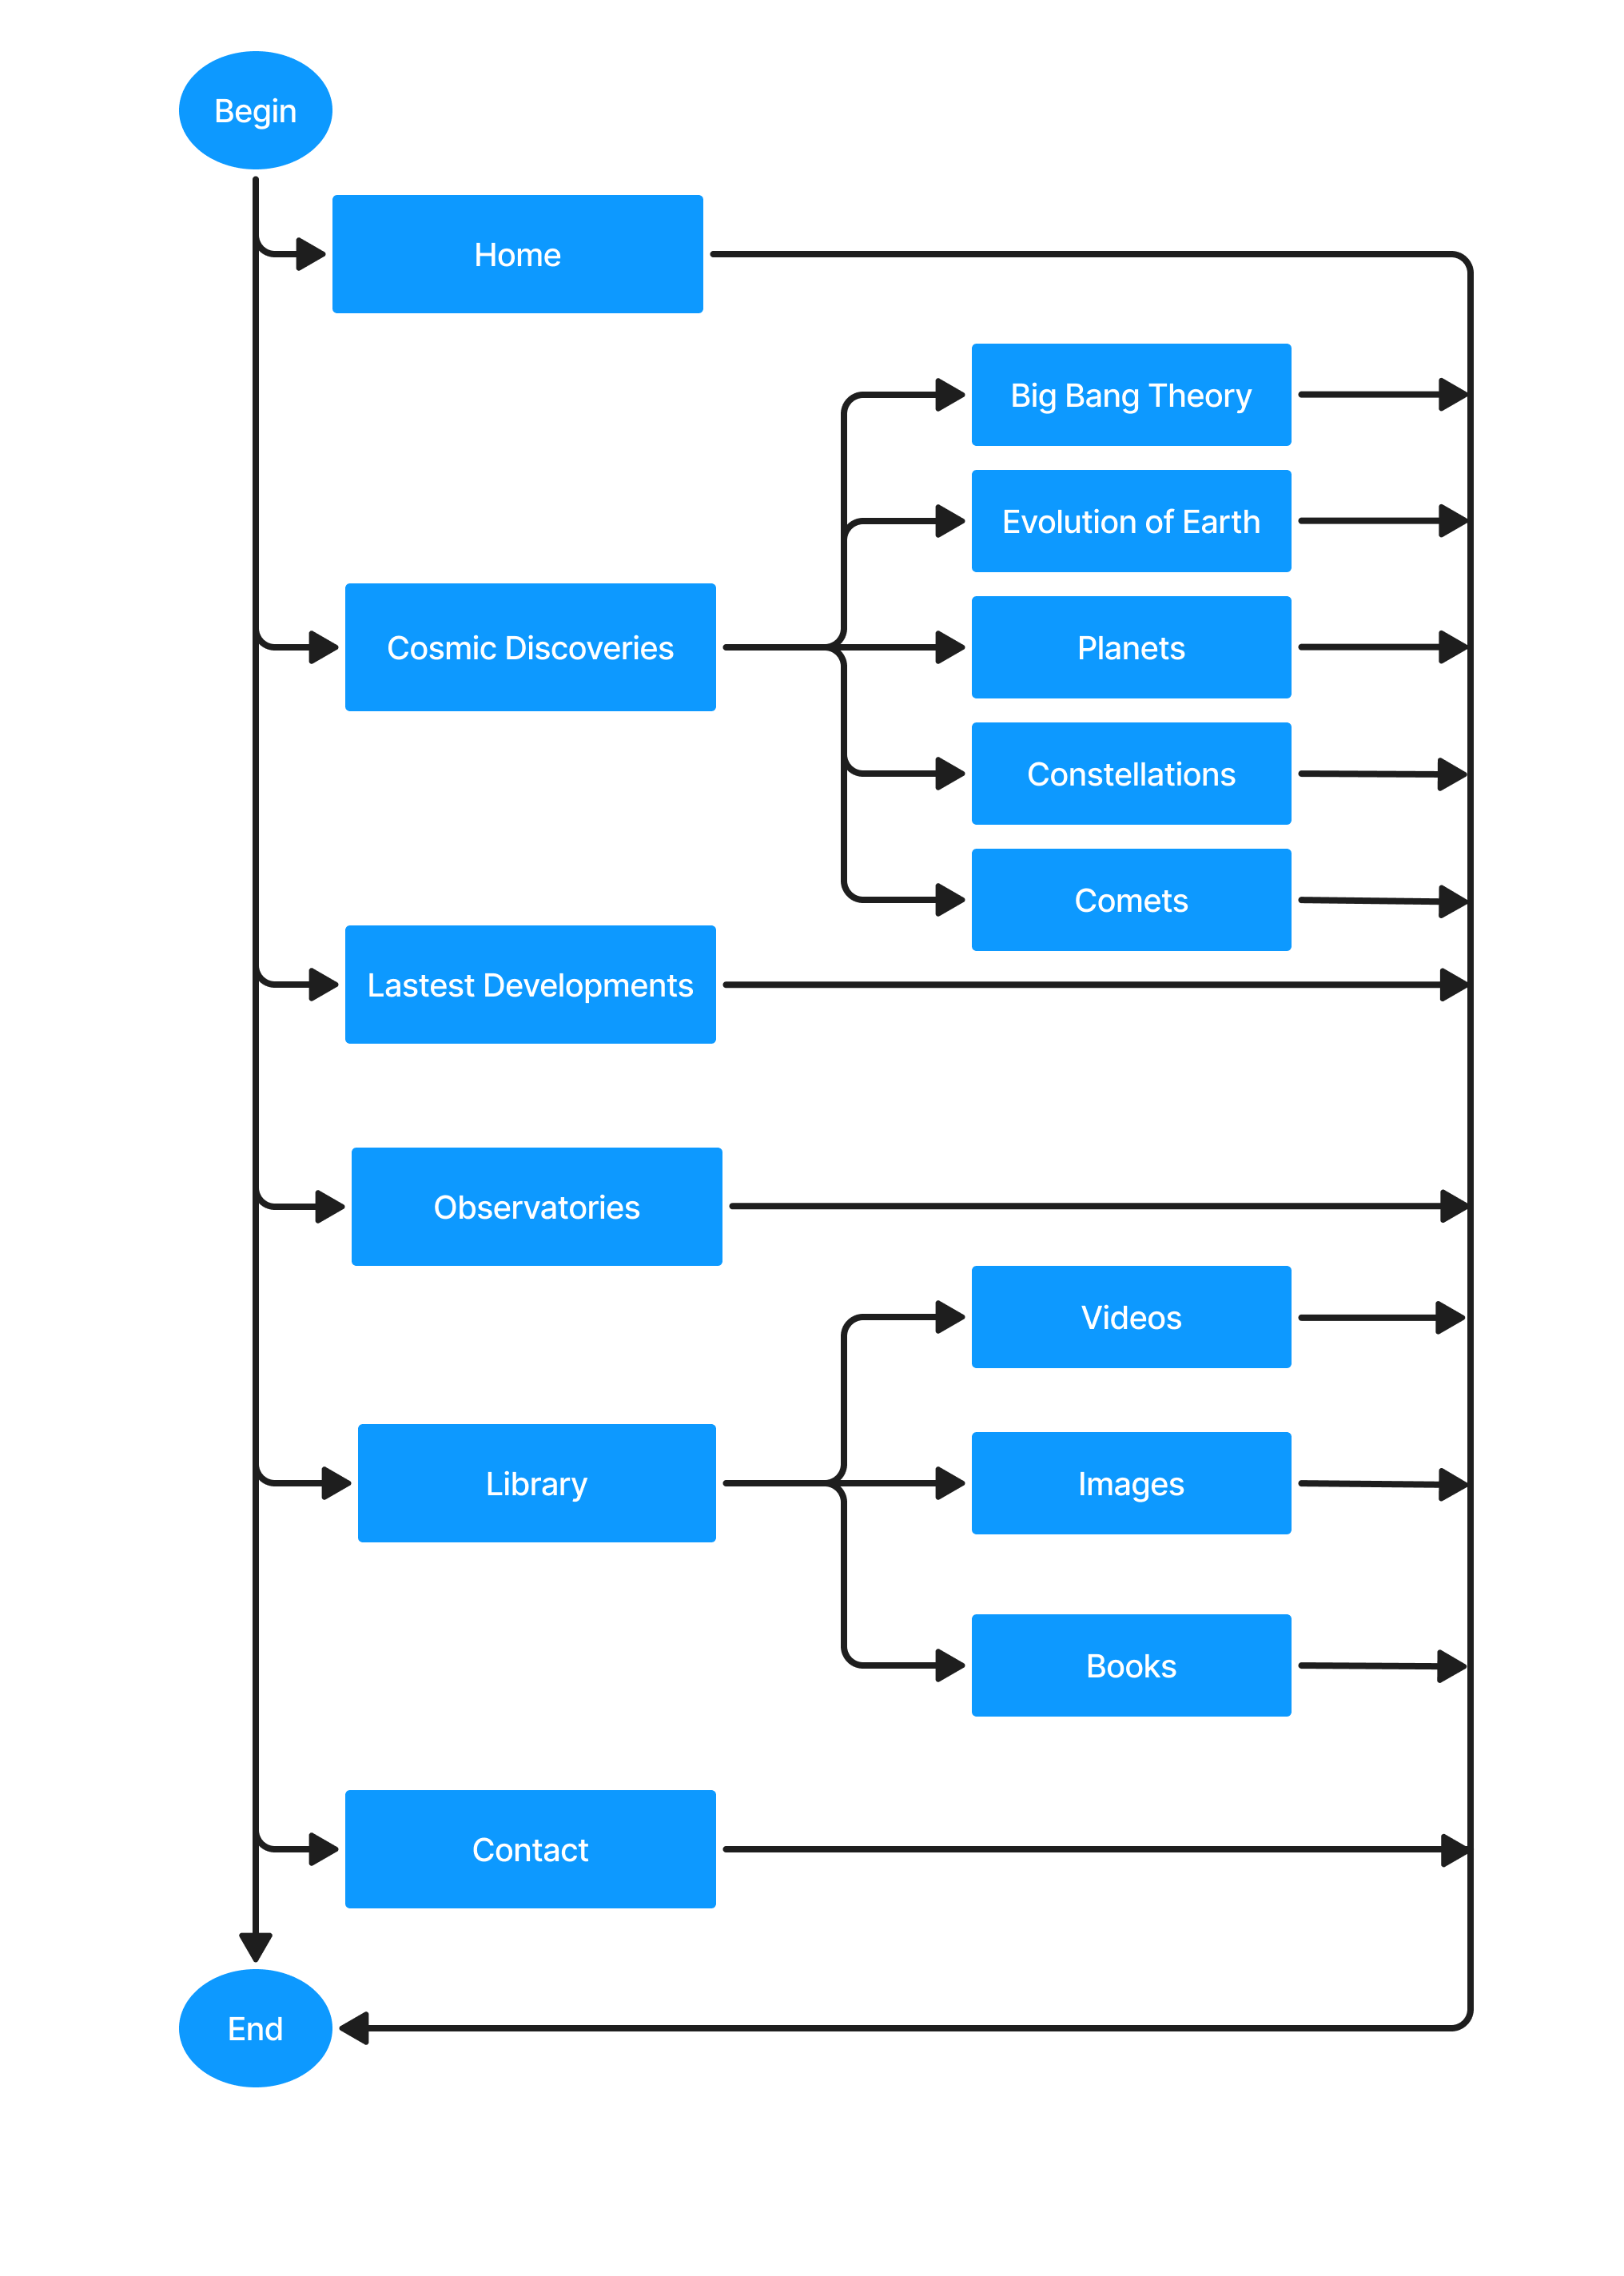 Begin
Home
Big Bang Theory
Evolution of Earth
Cosmic Discoveries
Planets
Constellations
Comets
Lastest Developments
Observatories
Videos
Library
Images
Books
Contact
End